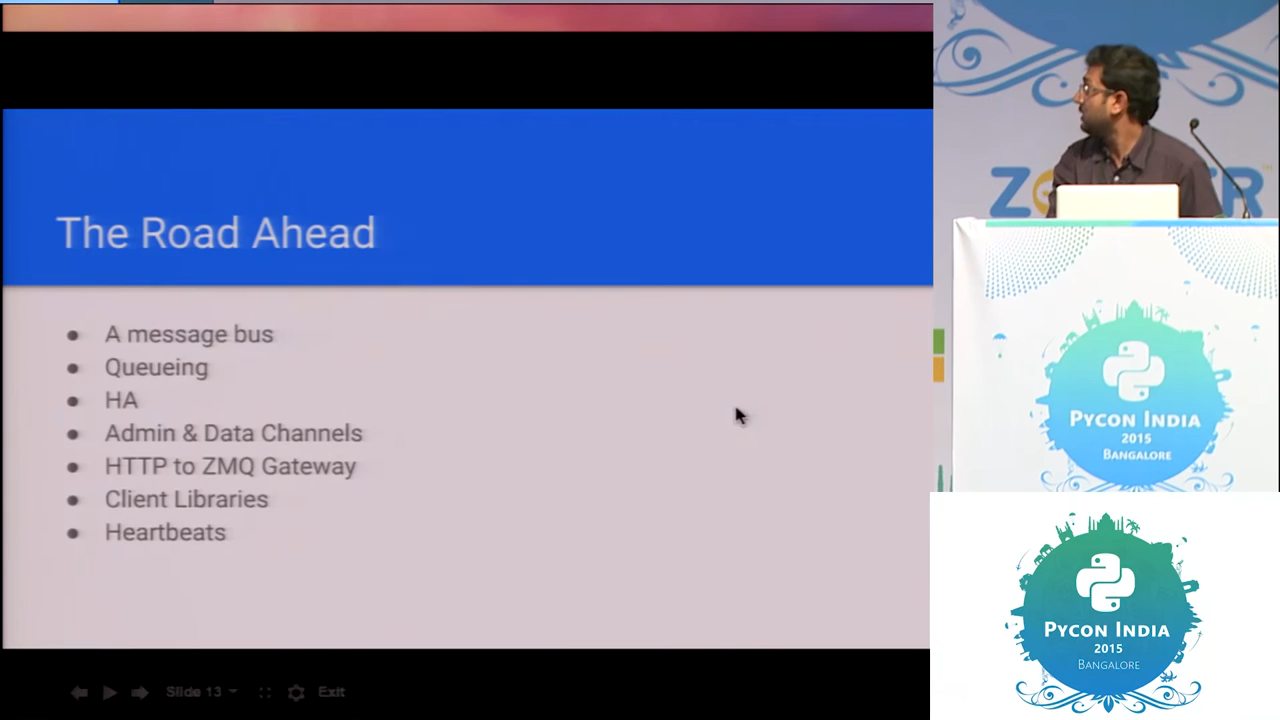 The Road Ahead
A message bus
Queueing
HA
Admin & Data Channels
HTTP to ZMQ Gateway
Client Libraries
Heartbeats
Slide 13
Exit
PYCON INDIA
2015
BANGALORE
PYCON INDIA
2015
BANGALORE